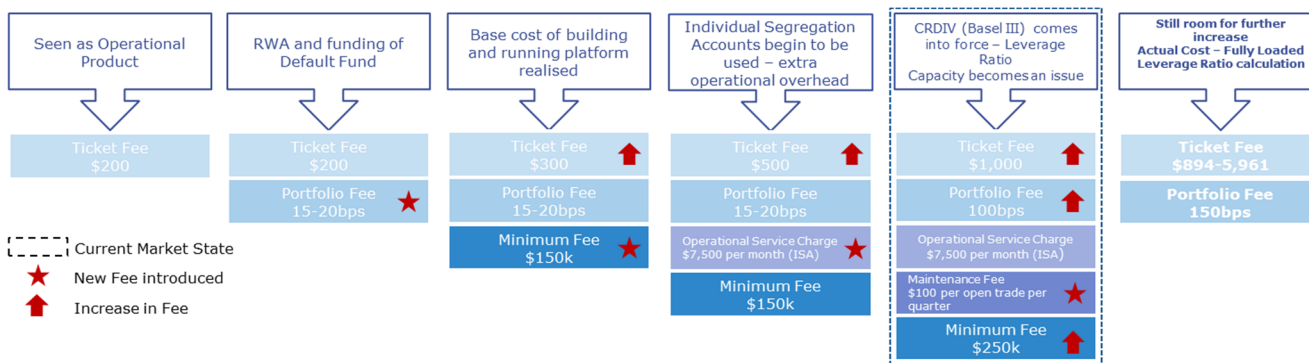 Seen as Operational
Product
Ticket Fee
$200
RWA and funding of
Default Fund
Ticket Fee
$200
Portfolio Fee
15-20bps
Base cost of building
and running platform
realised
Ticket Fee
$300
Portfolio Fee
15-20bps
Minimum Fee
$150k
Individual Segregation
Accounts begin to be
used – extra
operational overhead
Ticket Fee
$500
Portfolio Fee
15-20bps
Operational Service Charge
$7,500 per month (ISA)
Minimum Fee
$150k
CRDIV (Basel III) comes
into force – Leverage
Ratio
Capacity becomes an issue
Ticket Fee
$1,000
Portfolio Fee
100bps
Operational Service Charge
$7,500 per month (ISA)
Maintenance Fee
$100 per open trade per
quarter
Minimum Fee
$250k
Still room for further
increase
Actual Cost – Fully Loaded
Leverage Ratio calculation
Ticket Fee
$894-5,961
Portfolio Fee
150bps
Current Market State
New Fee introduced
Increase in Fee